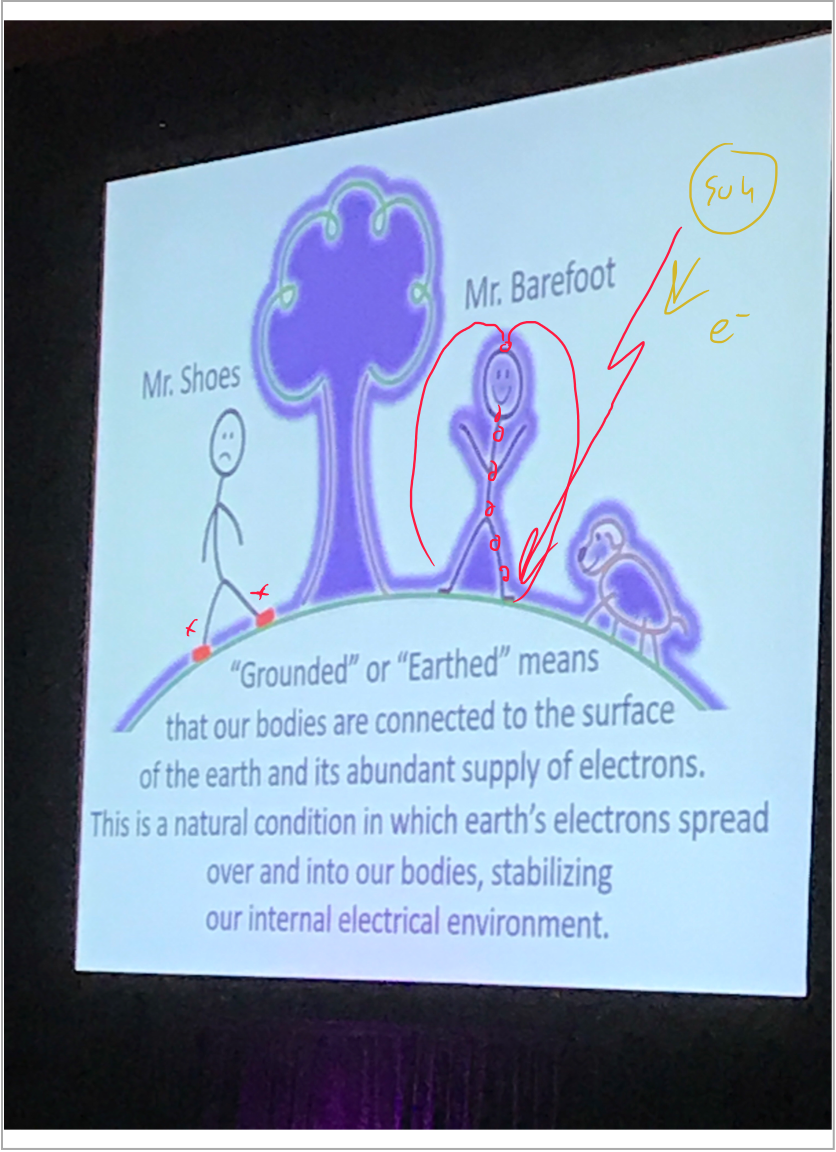 sun
Mr. Barefoot
e-
Mr. Shoes
“Grounded” or “Earthed” means
that our bodies are connected to the surface
of the earth and its abundant supply of electrons.
This is a natural condition in which earth’s electrons spread
over and into our bodies, stabilizing
our internal electrical environment.